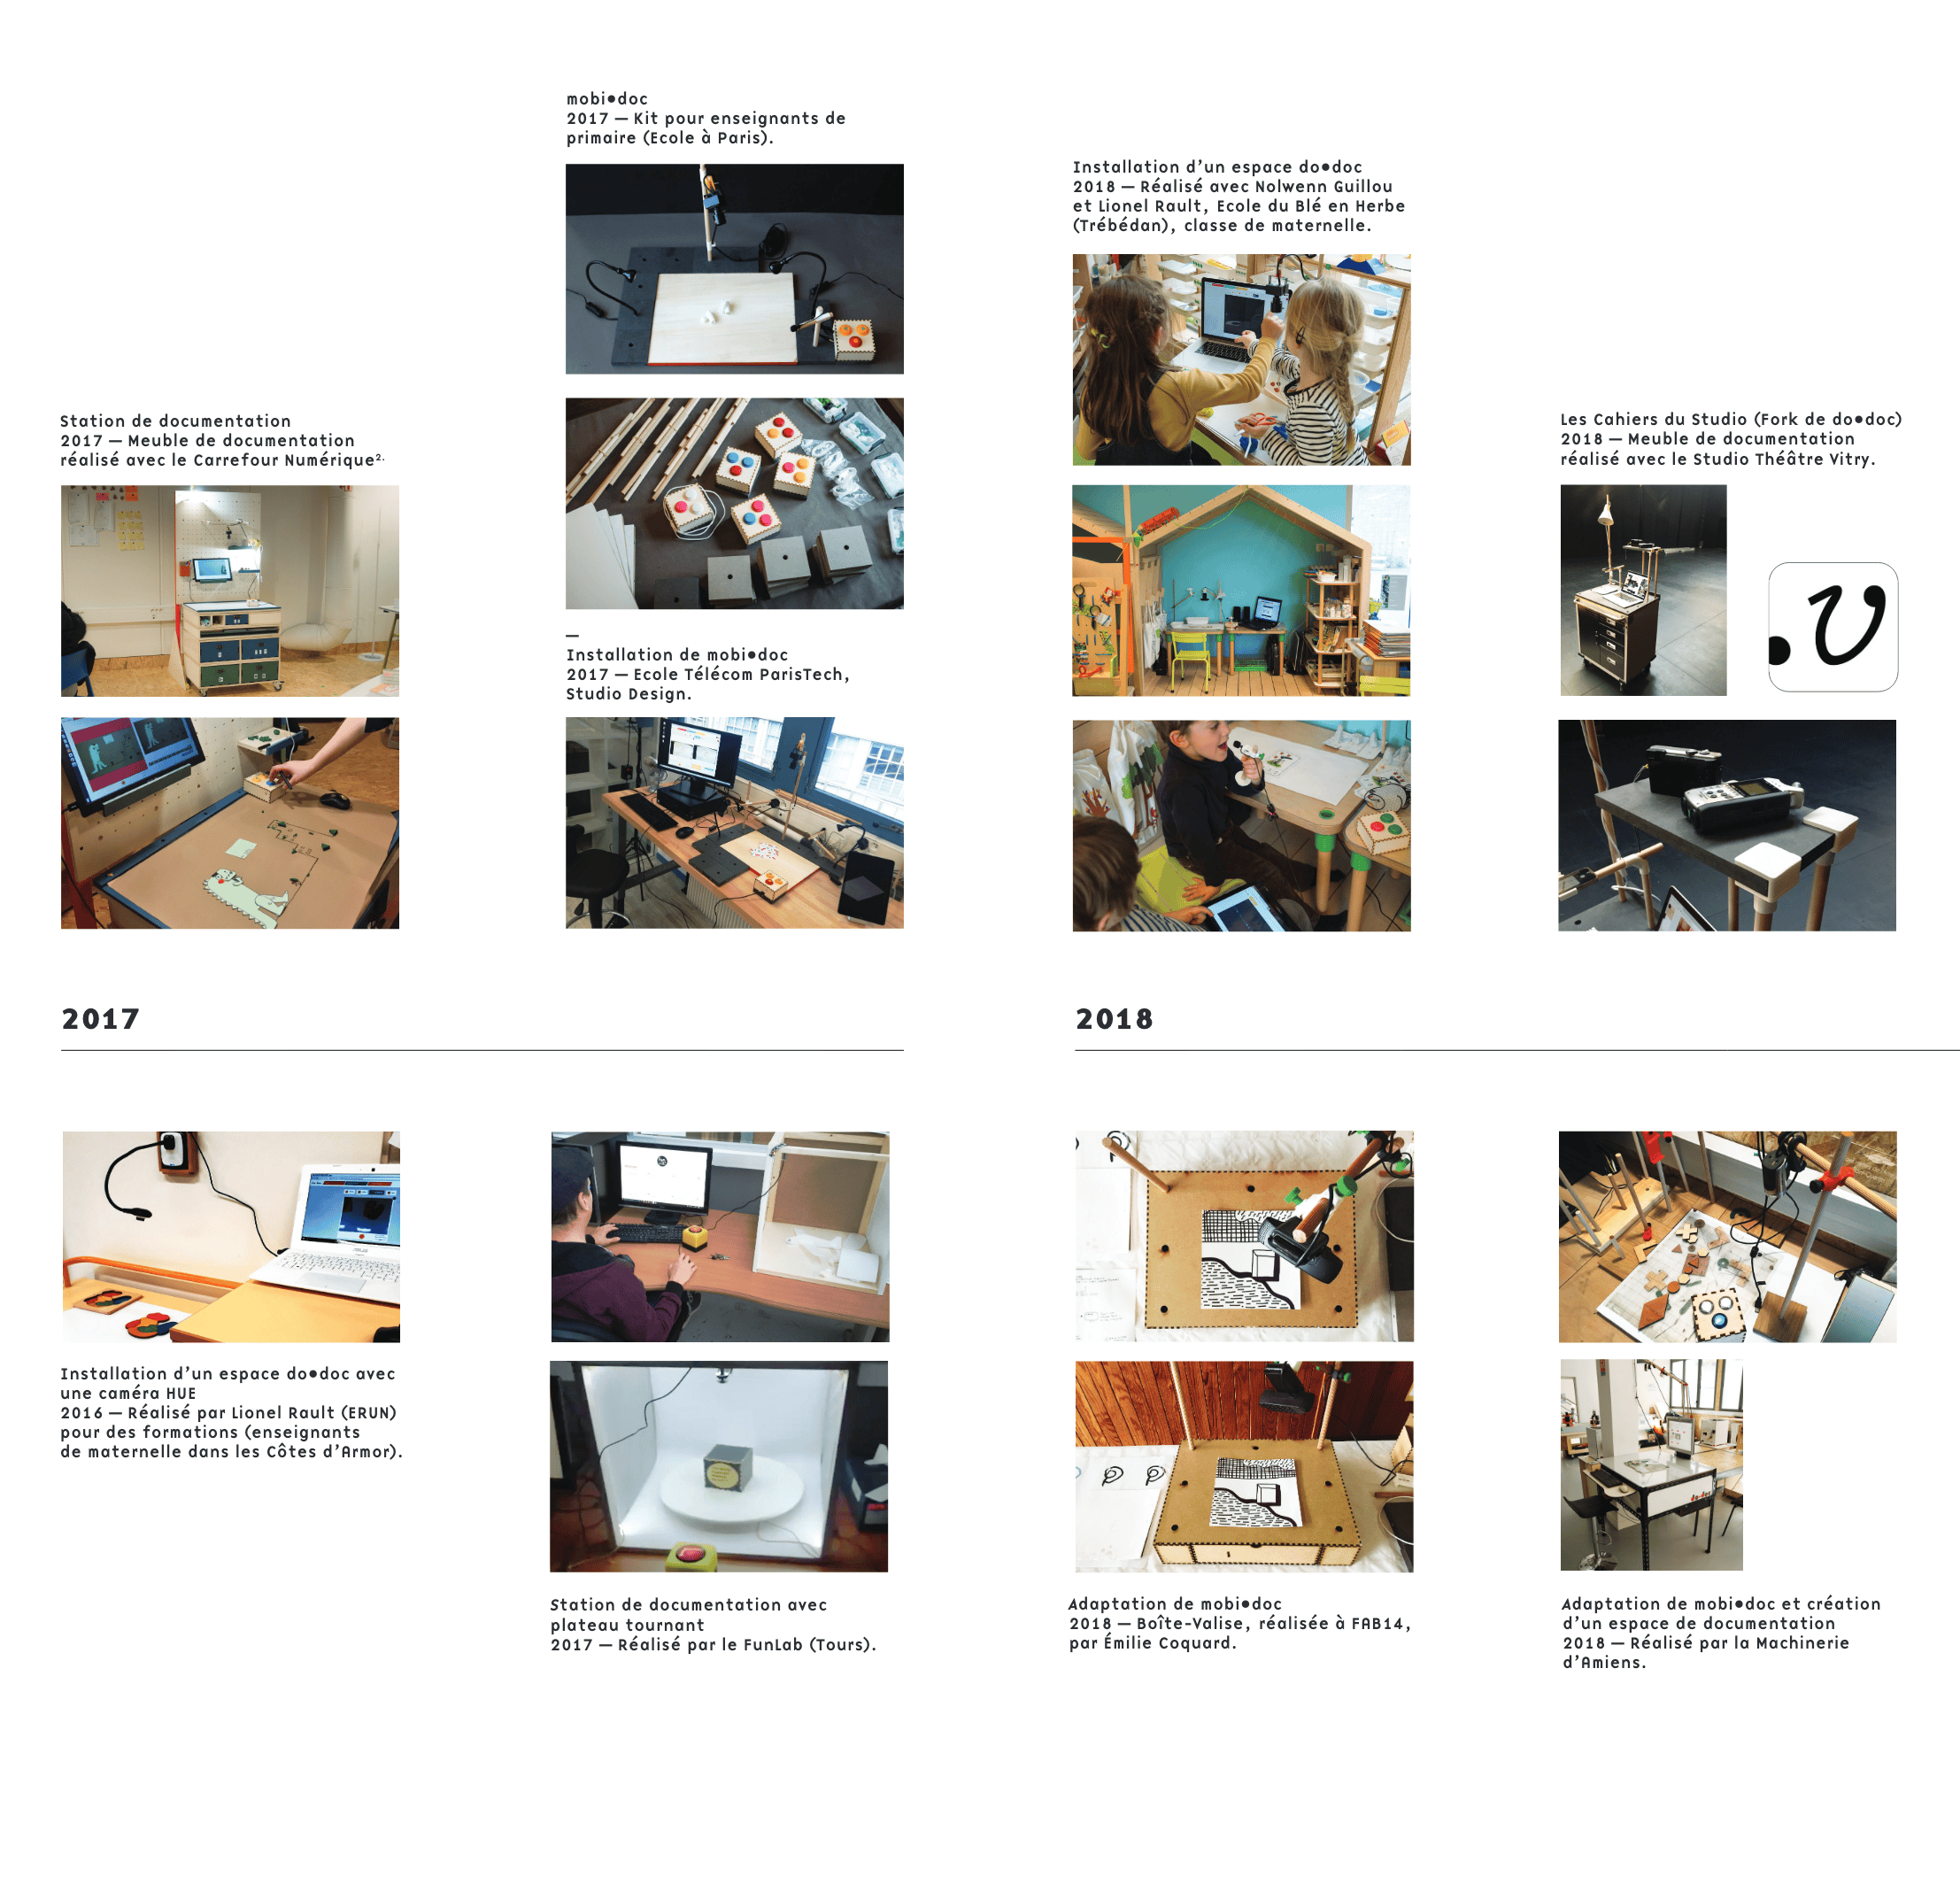 mobi•doc
2017 — Kit pour enseignants de
primaire (Ecole à Paris).
Installation d’un espace do•doc
2018 — Réalisé avec Nolwenn Guillou
et Lionel Rault, Ecole du Blé en Herbe
(Trébédan), classe de maternelle.
Station de documentation
2017 — Meuble de documentation
réalisé avec le Carrefour Numérique².
Les Cahiers du Studio (Fork de do•doc)
2018 — Meuble de documentation
réalisé avec le Studio Théâtre Vitry.
—
Installation de mobi•doc
2017 — Ecole Télécom ParisTech,
Studio Design.
2017
2018
Installation d’un espace do•doc avec
une caméra HUE
2016 — Réalisé par Lionel Rault (ERUN)
pour des formations (enseignants
de maternelle dans les Côtes d’Armor).
Station de documentation avec
plateau tournant
2017 — Réalisé par le FunLab (Tours).
Adaptation de mobi•doc
2018 — Boîte-Valise, réalisée à FAB14,
par Émilie Coquard.
Adaptation de mobi•doc et création
d’un espace de documentation
2018 — Réalisé par la Machinerie
d’Amiens.